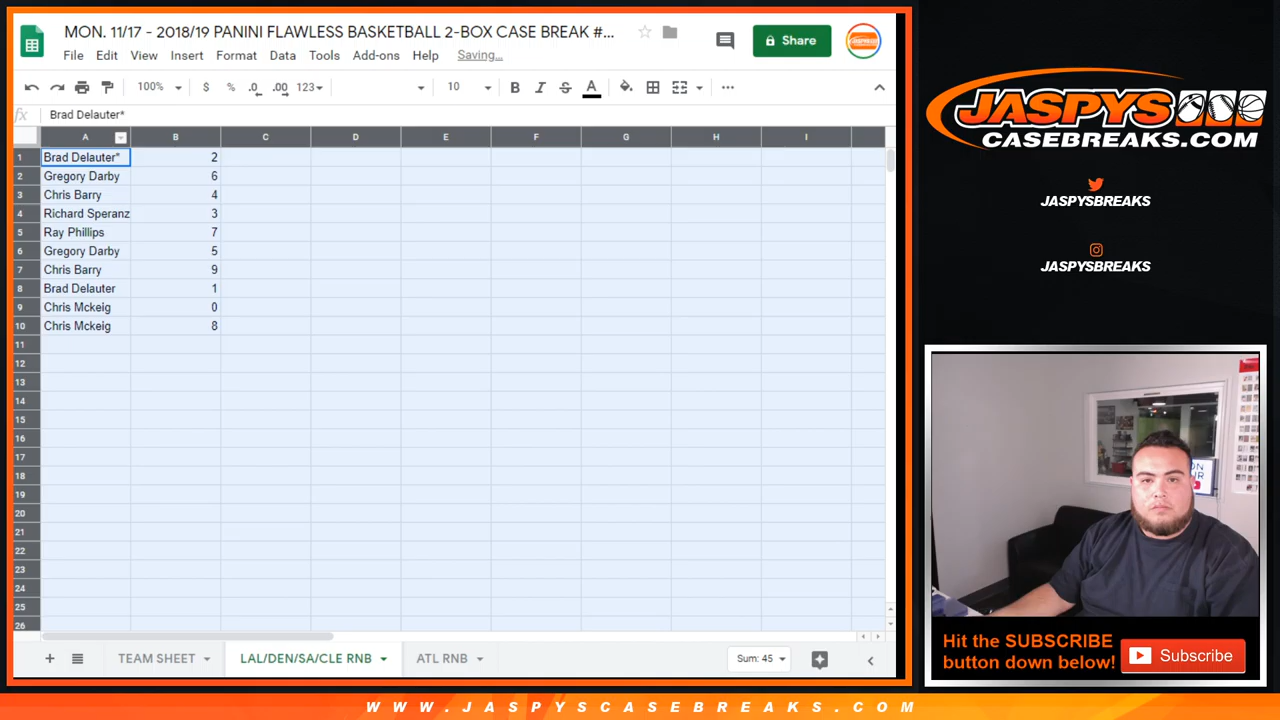 MON. 11/17 - 2018/19 PANINI FLAWLESS BASKETBALL 2-BOX CASE BREAK #...
File Edit View Insert Format Data Tools Add-ons Help Saving...
Share
100% $ % .0 .00 123 10 B I S A ...
fx Brad Delauter*
A B C D E F G H I
1 Brad Delauter* 2
2 Gregory Darby 6
3 Chris Barry 4
4 Richard Speranz 3
5 Ray Phillips 7
6 Gregory Darby 5
7 Chris Barry 9
8 Brad Delauter 1
9 Chris Mckeig 0
10 Chris Mckeig 8
11
12
13
14
15
16
17
18
19
20
21
22
23
24
25
26
+ TEAM SHEET LAL/DEN/SA/CLE RNB ATL RNB Sum: 45
JASPYS
CASEBREAKS.COM
JASPYSBREAKS
JASPYSBREAKS
Hit the SUBSCRIBE
button down below!
Subscribe
WWW.JASPYSCASEBREAKS.COM